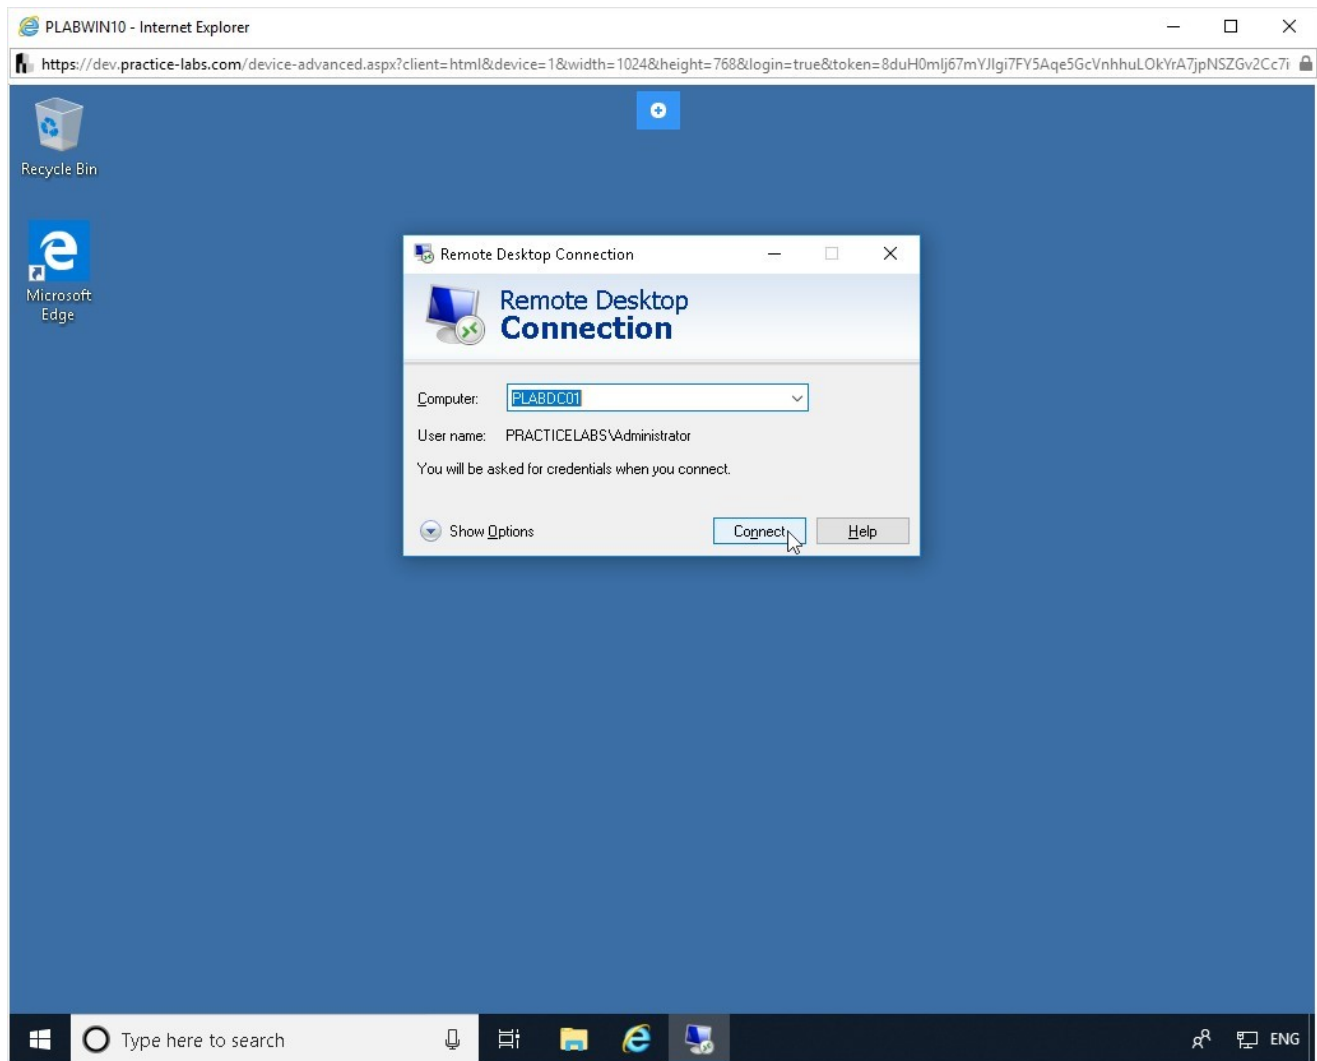 PLABWIN10 - Internet Explorer
https://dev.practice-labs.com/device-advanced.aspx?client=html&device=1&width=1024&height=768&login=true&token=8duH0mIj67mYJIgi7FY5Aqe5GcVnhhuLOkYrA7jpNSZGv2Cc7i
Recycle Bin
Microsoft
Edge
Remote Desktop Connection
Remote Desktop
Connection
Computer: PLABDC01
User name: PRACTICELABS\Administrator
You will be asked for credentials when you connect.
Show Options Connect Help
Type here to search ENG